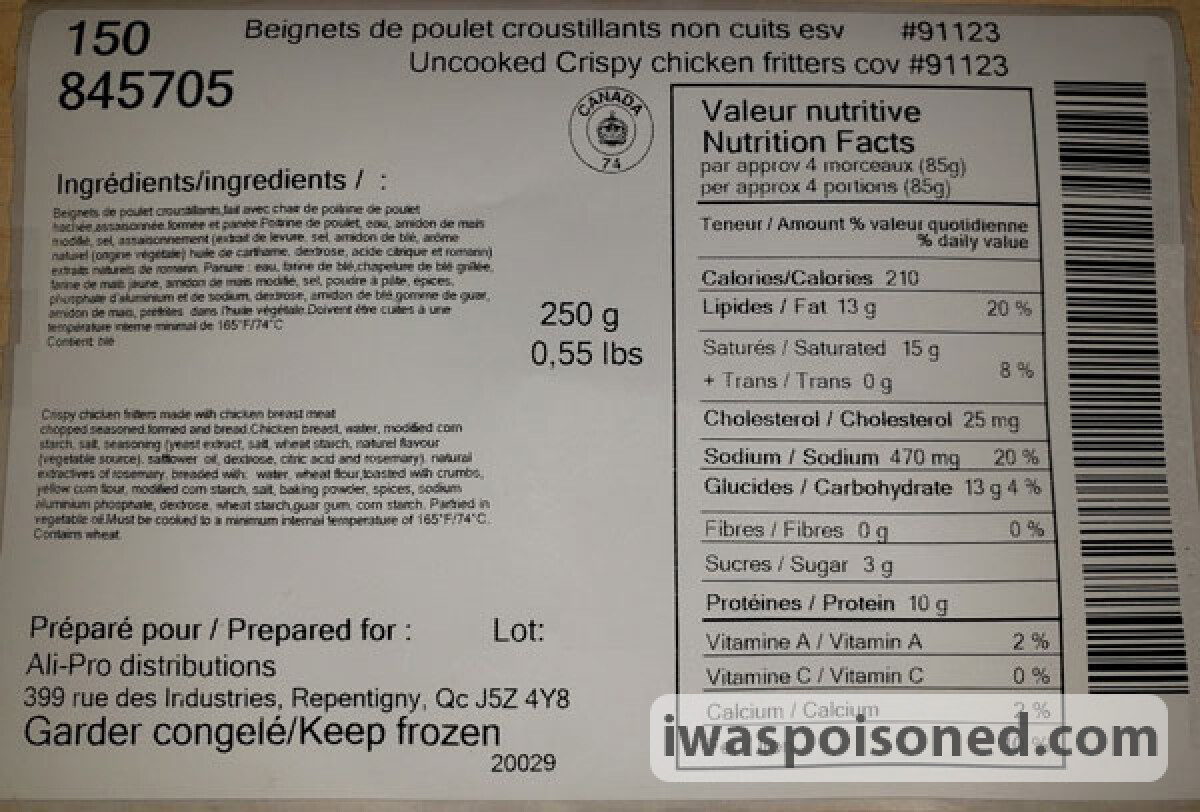 150
845705
Beignets de poulet croustillants non cuits esv #91123
Uncooked Crispy chicken fritters cov #91123
CANADA
74
Ingrédients/ingredients / :
Beignets de poulet croustillants,fait avec chair de poitrine de poulet
hachée,assaisonnée,formée et panée.Poitrine de poulet, eau, amidon de mais
modifié, sel, assaisonnement (extrait de levure, sel, amidon de blé, arôme
naturel (origine végétale) huile de carthame, dextrose, acide citrique et romarin)
extraits naturels de romarin. Panure : eau, farine de blé,chapelure de blé grillée,
farine de mais jaune, amidon de mais modifié, sel, poudre à pâte, épices,
phosphate d'aluminium et de sodium, dextrose, amidon de blé,gomme de guar,
amidon de mais, préfrites dans l'huile végétale.Doivent être cuites à une
température interne minimal de 165°F/74°C
Contient: blé
250 g
0,55 lbs
Crispy chicken fritters made with chicken breast meat
chopped,seasoned,formed and bread.Chicken breast, water, modified corn
starch, salt, seasoning (yeast extract, salt, wheat starch, naturel flavour
(vegetable source), safflower oil, dextrose, citric acid and rosemary), natural
extractives of rosemary, breaded with: water, wheat flour,toasted with crumbs,
yellow corn flour, modified corn starch, salt, baking powder, spices, sodium
aluminium phosphate, dextrose, wheat starch,guar gum, corn starch. Parfried in
vegetable oil.Must be cooked to a minimum internal temperature of 165°F/74°C.
Contains wheat.
Préparé pour / Prepared for : Lot:
Ali-Pro distributions
399 rue des Industries, Repentigny, Qc J5Z 4Y8
Garder congelé/Keep frozen
20029
Valeur nutritive
Nutrition Facts
par approv 4 morceaux (85g)
per approx 4 portions (85g)
Teneur / Amount % valeur quotidienne
% daily value
Calories/Calories 210
Lipides / Fat 13 g 20 %
Saturés / Saturated 15 g
8 %
+ Trans / Trans 0 g
Cholesterol / Cholesterol 25 mg
Sodium / Sodium 470 mg 20 %
Glucides / Carbohydrate 13 g 4 %
Fibres / Fibres 0 g 0 %
Sucres / Sugar 3 g
Protéines / Protein 10 g
Vitamine A / Vitamin A 2 %
Vitamine C / Vitamin C 0 %
Calcium / Calcium 2 %
iwaspoisoned.com